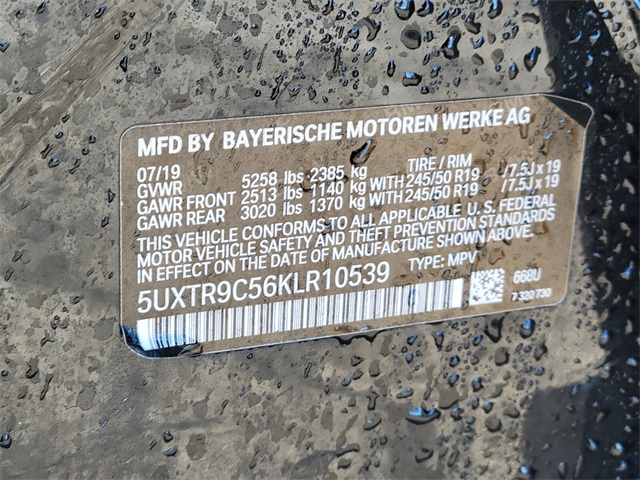 MFD BY BAYERISCHE MOTOREN WERKE AG
07/19 TIRE / RIM
GVWR 5258 lbs 2385 kg
GAWR FRONT 2513 lbs 1140 kg WITH 245/50 R19 /7.5J x 19
GAWR REAR 3020 lbs 1370 kg WITH 245/50 R19 /7.5J x 19
THIS VEHICLE CONFORMS TO ALL APPLICABLE U. S. FEDERAL
MOTOR VEHICLE SAFETY AND THEFT PREVENTION STANDARDS
IN EFFECT ON THE DATE OF MANUFACTURE SHOWN ABOVE.
5UXTR9C56KLR10539 TYPE: MPV
668U
7 320 730